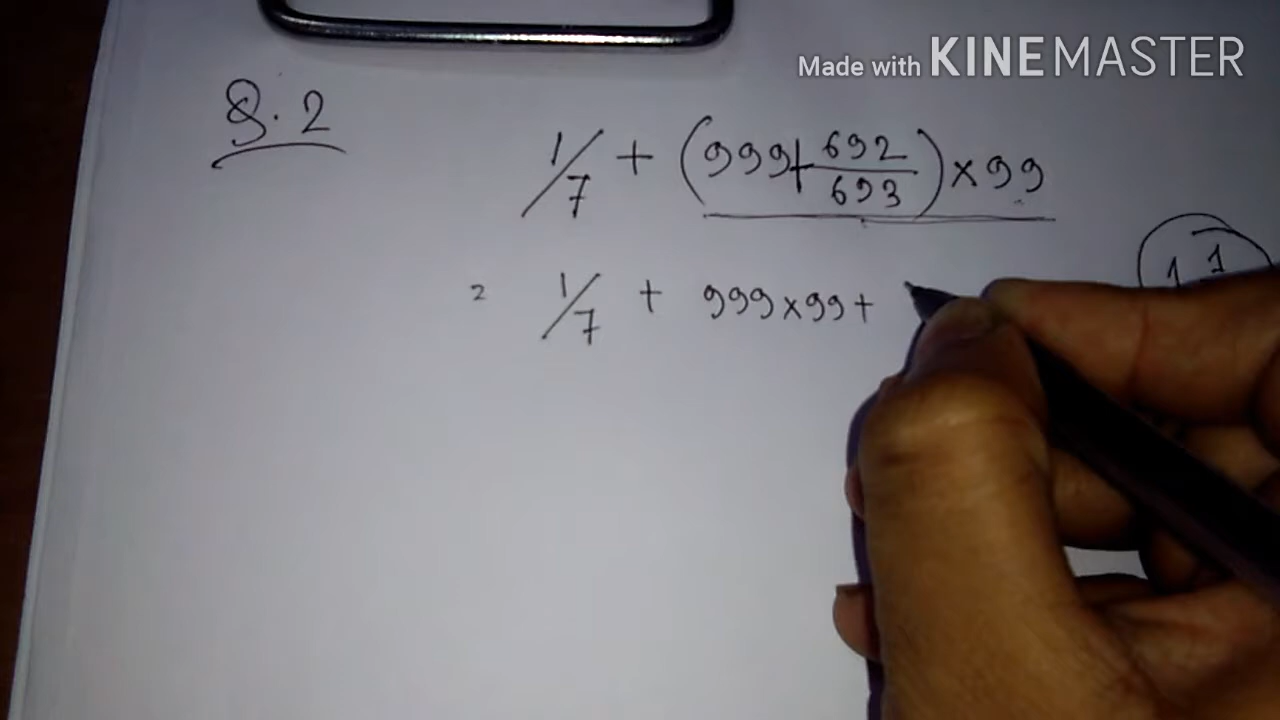 Made with KINEMASTER
Q.2
1/7 + (999+692/693)×99
= 1/7 + 999×99+